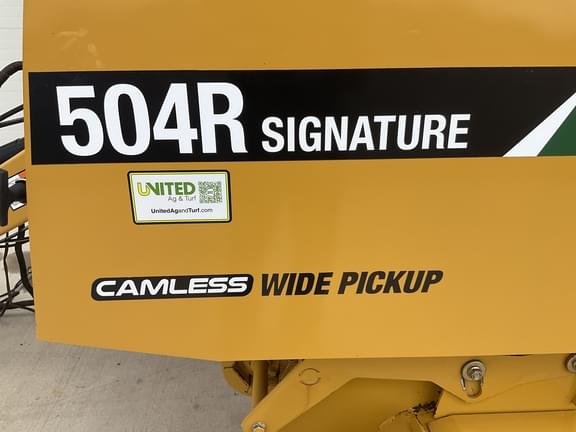 504R SIGNATURE
UNITED
Ag & Turf
UnitedAgandTurf.com
CAMLESS WIDE PICKUP